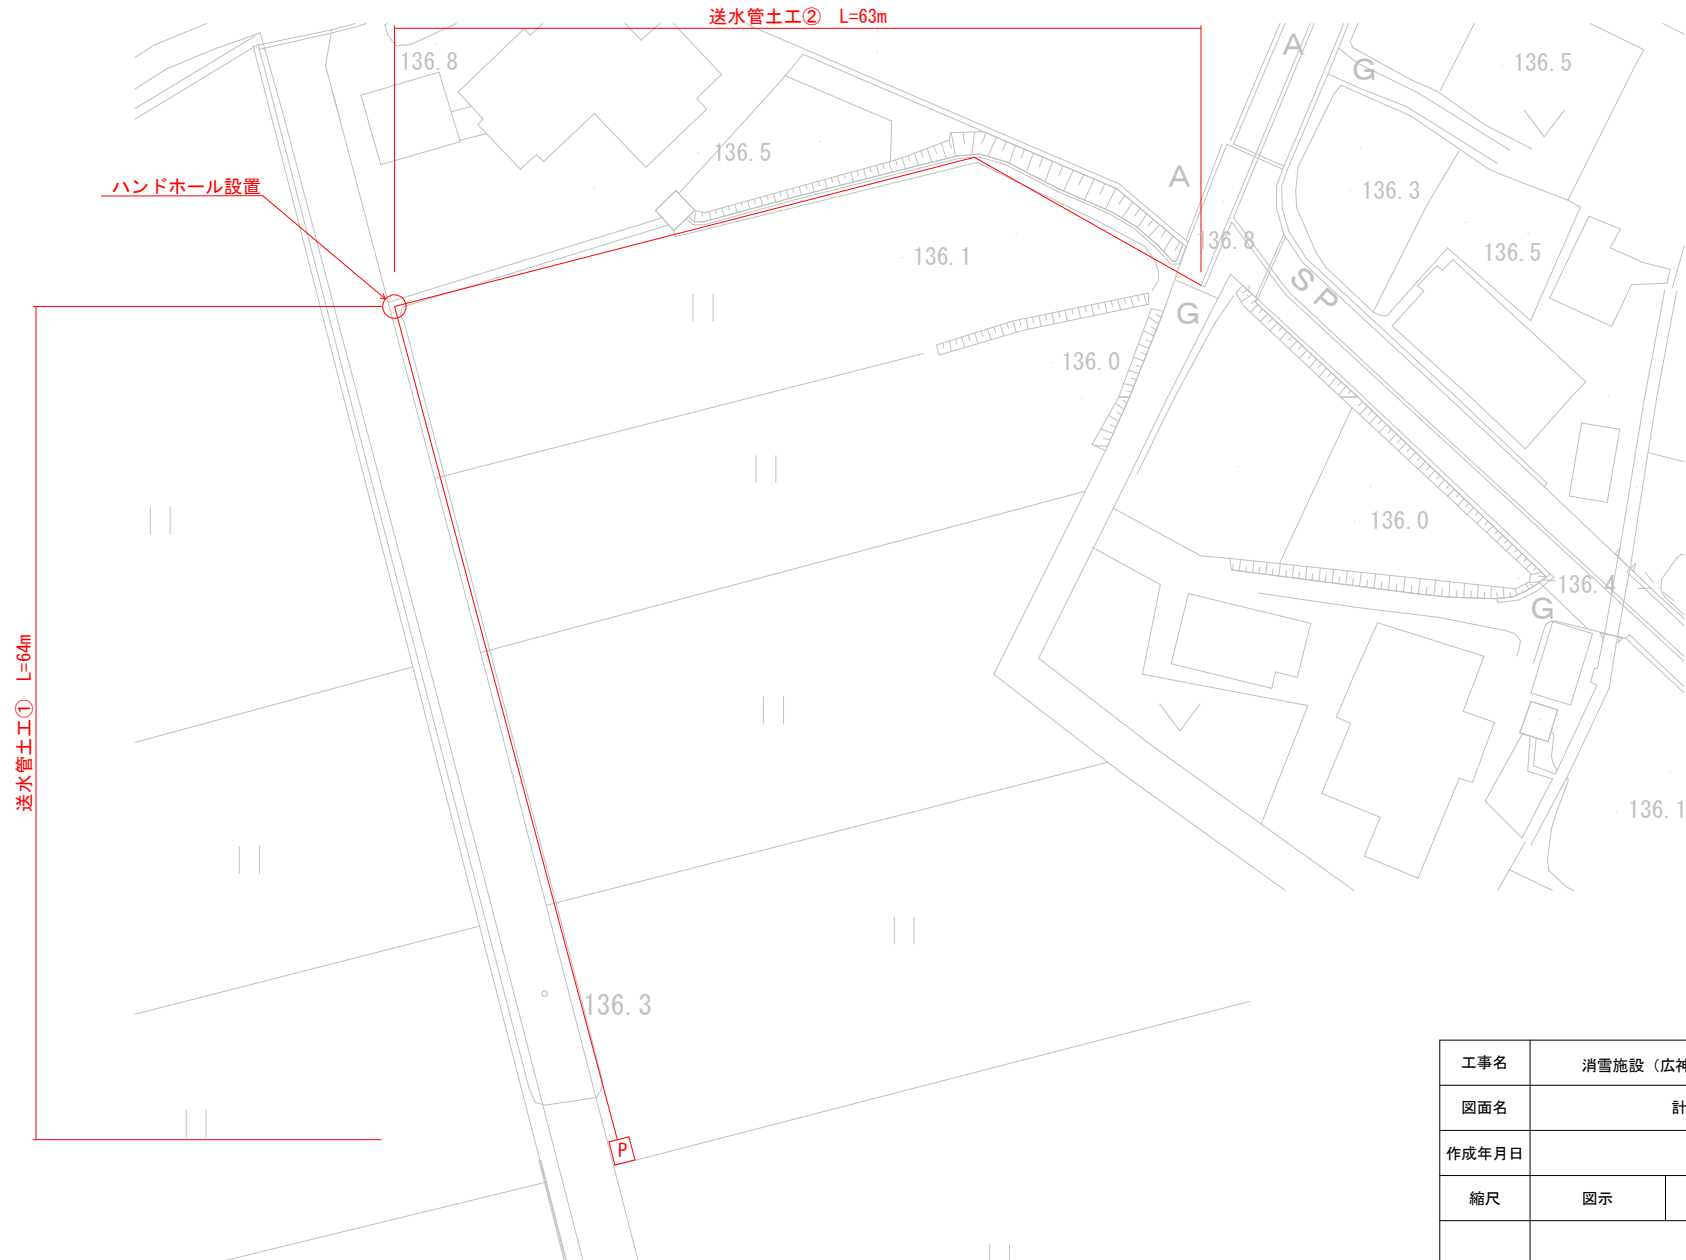 送水管土工② L=63m
A
136.8
G
136.5
136.5
A
136.3
ハンドホール設置
136.8
136.1
136.5
SP
G
136.0
136.0
136.4
G
送水管土工① L=64m
136.1
136.3
P
工事名 消雪施設（広神
図面名 計
作成年月日
縮尺 図示